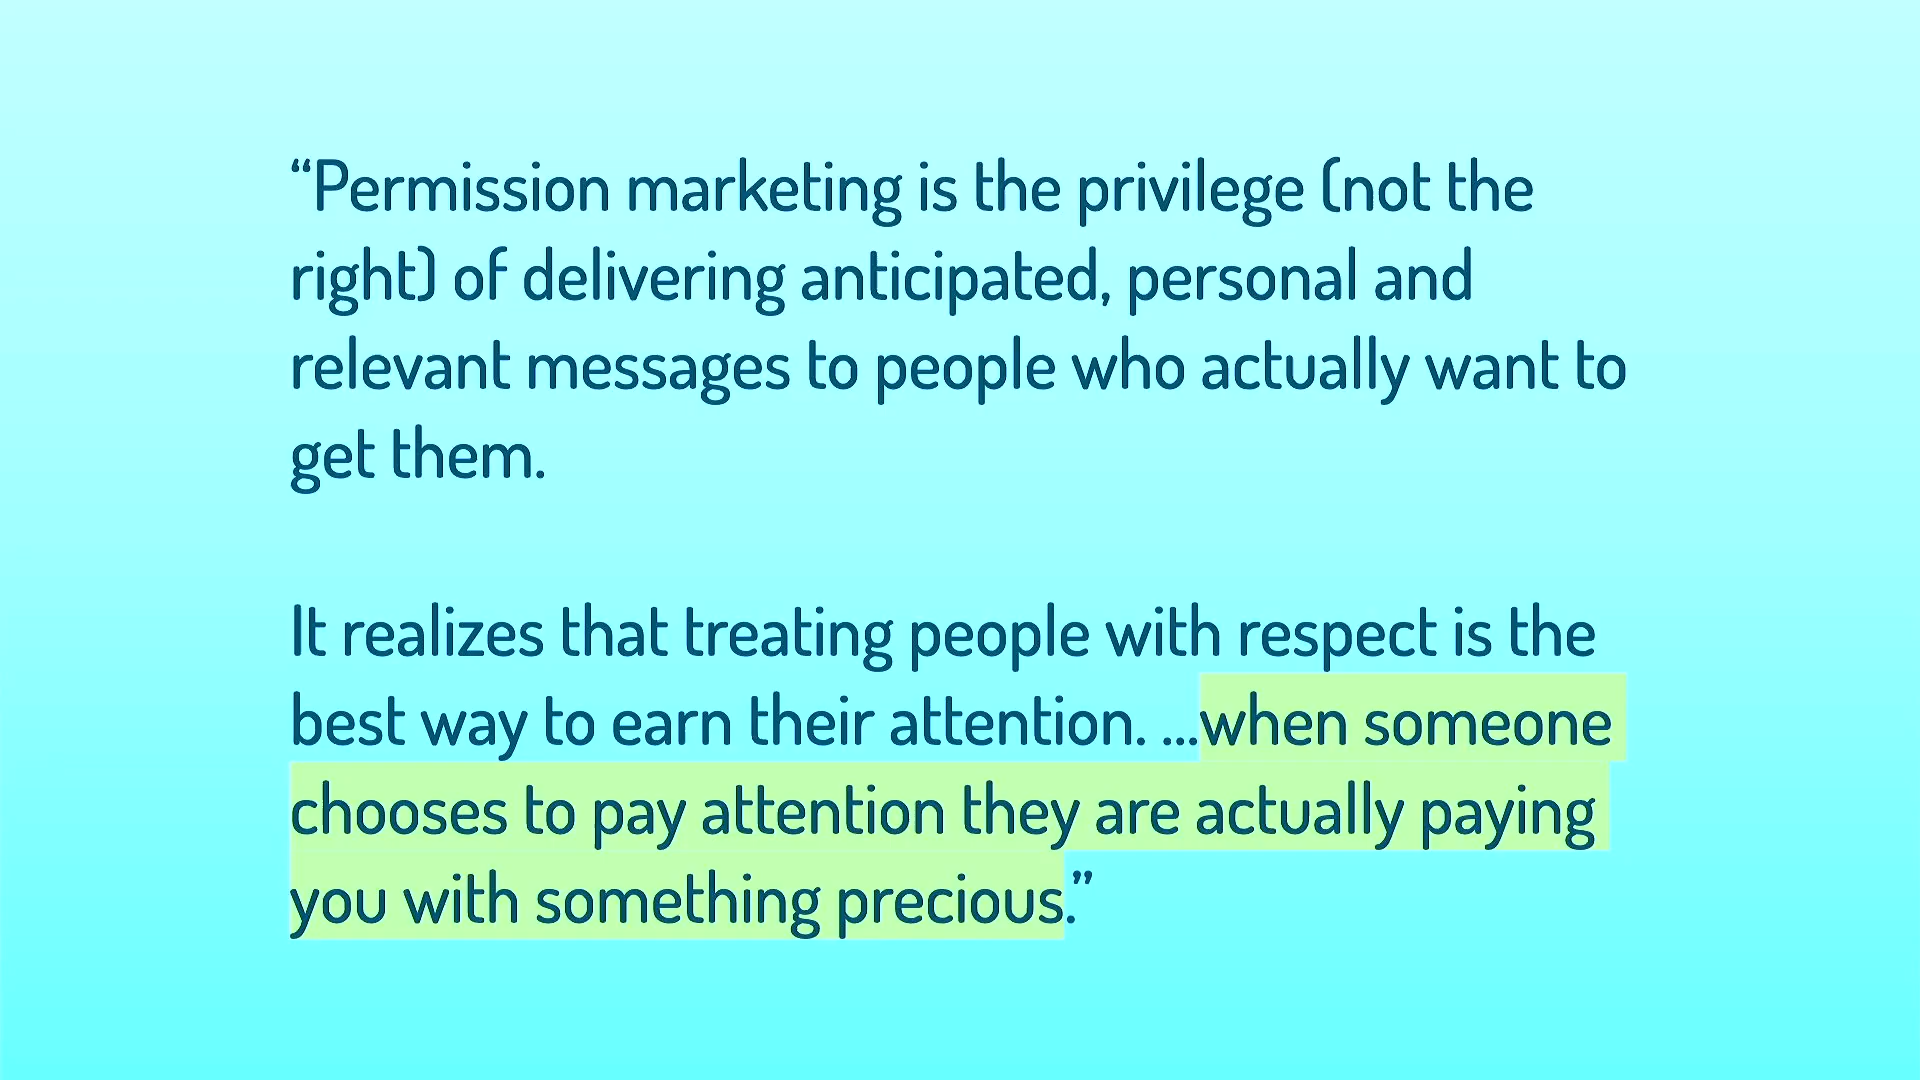 “Permission marketing is the privilege (not the
right) of delivering anticipated, personal and
relevant messages to people who actually want to
get them.
It realizes that treating people with respect is the
best way to earn their attention. ...when someone
chooses to pay attention they are actually paying
you with something precious.”